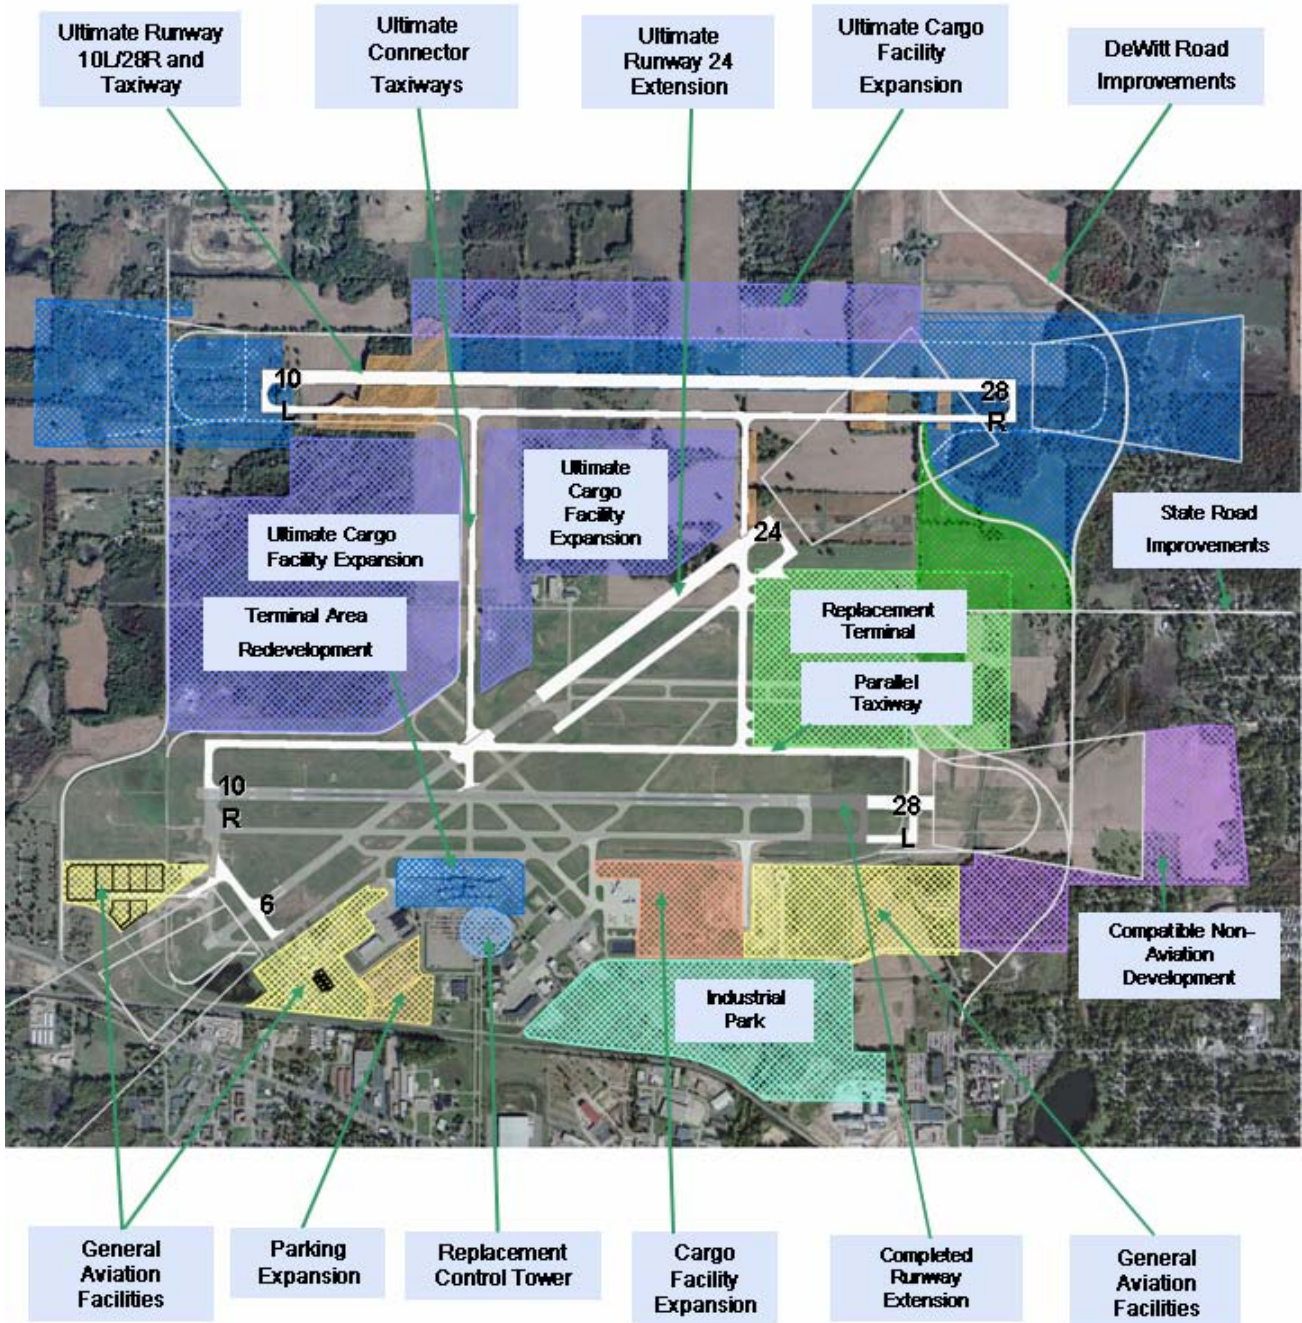 Ultimate Runway
10L/28R and
Taxiway
Ultimate
Connector
Taxiways
Ultimate
Runway 24
Extension
Ultimate Cargo
Facility
Expansion
DeWitt Road
Improvements
10
L
28
R
Ultimate
Cargo
Facility
Expansion
Ultimate Cargo
Facility Expansion
24
State Road
Improvements
Terminal Area
Redevelopment
Replacement
Terminal
Parallel
Taxiway
10
R
28
L
6
Compatible Non-
Aviation
Development
Industrial
Park
General
Aviation
Facilities
Parking
Expansion
Replacement
Control Tower
Cargo
Facility
Expansion
Completed
Runway
Extension
General
Aviation
Facilities